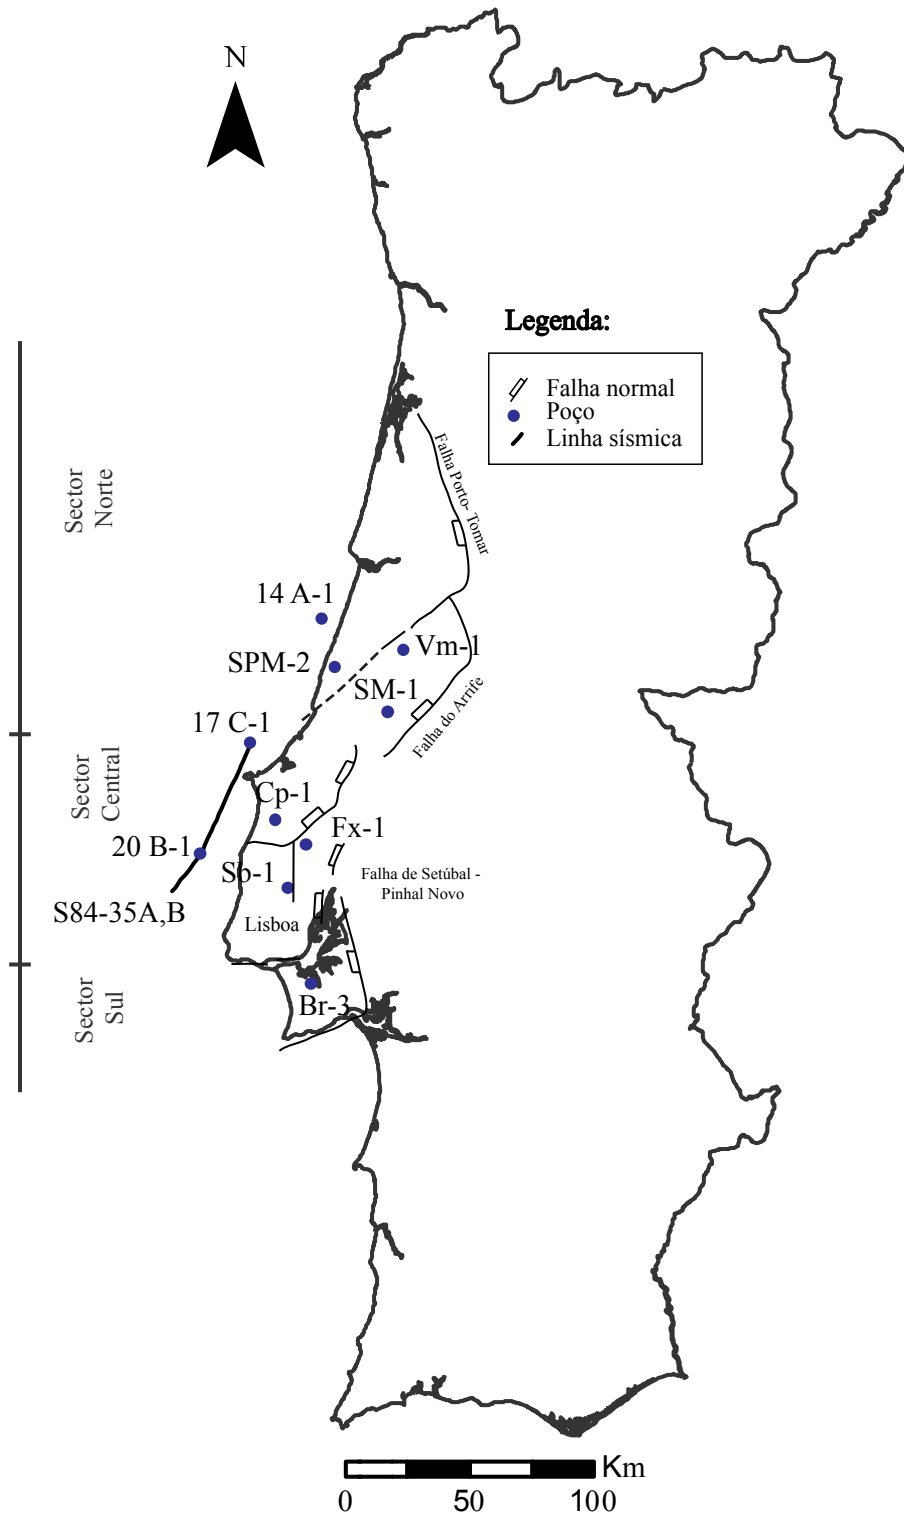 N
Legenda:
Falha normal
Poço
Linha sísmica
Sector
Norte
Falha Porto- Tomar
14 A-1
Vm-1
SPM-2
SM-1
Falha do Arrife
17 C-1
Sector
Central
Cp-1
Fx-1
20 B-1
Sb-1
Falha de Setúbal -
Pinhal Novo
S84-35A,B
Lisboa
Sector
Sul
Br-3
Km
0 50 100